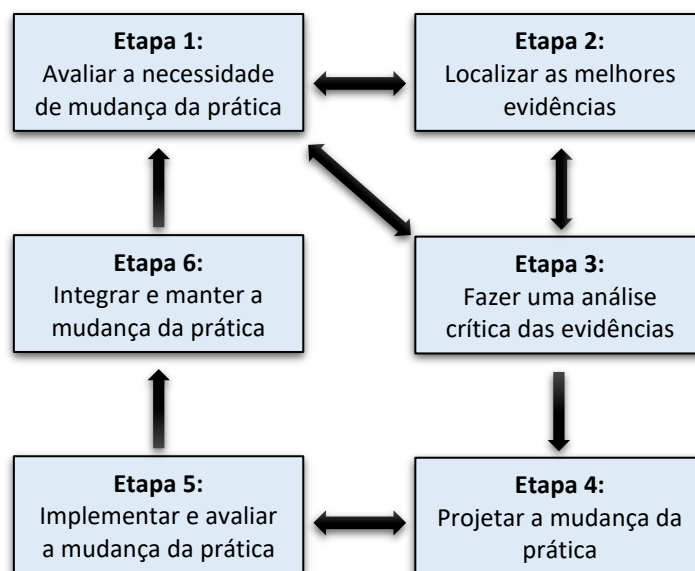 Etapa 1:
Avaliar a necessidade
de mudança da prática
Etapa 2:
Localizar as melhores
evidências
Etapa 6:
Integrar e manter a
mudança da prática
Etapa 3:
Fazer uma análise
crítica das evidências
Etapa 5:
Implementar e avaliar
a mudança da prática
Etapa 4:
Projetar a mudança da
prática